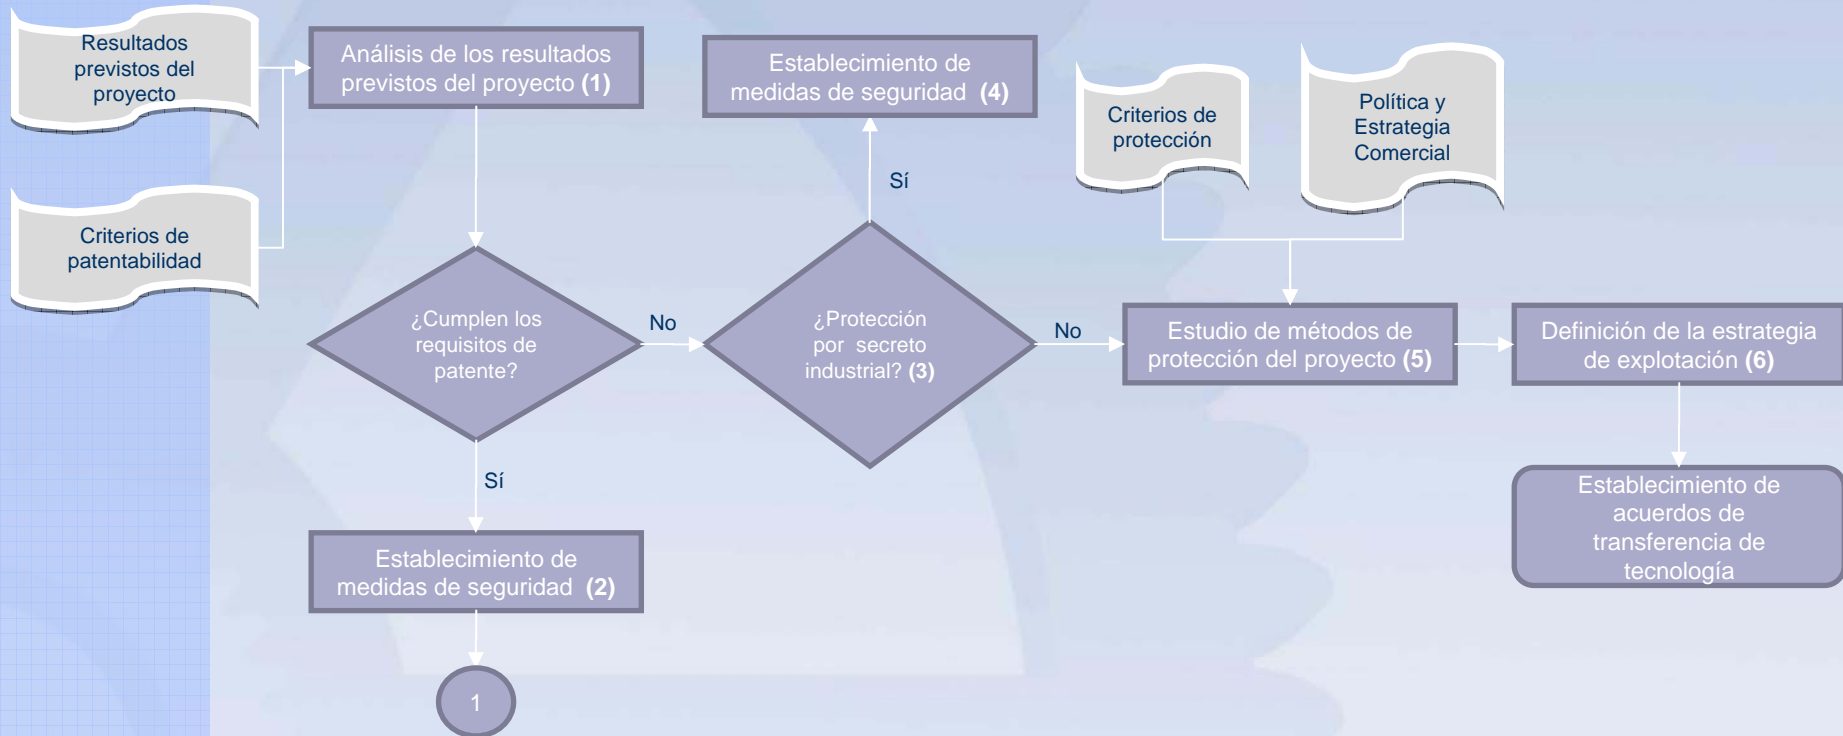 Resultados
previstos del
proyecto
Análisis de los resultados
previstos del proyecto (1)
Establecimiento de
medidas de seguridad (4)
Criterios de
protección
Política y
Estrategia
Comercial
Sí
Criterios de
patentabilidad
¿Cumplen los
requisitos de
patente?
No
¿Protección
por secreto
industrial? (3)
No
Estudio de métodos de
protección del proyecto (5)
Definición de la estrategia
de explotación (6)
Sí
Establecimiento de
medidas de seguridad (2)
Establecimiento de
acuerdos de
transferencia de
tecnología
1